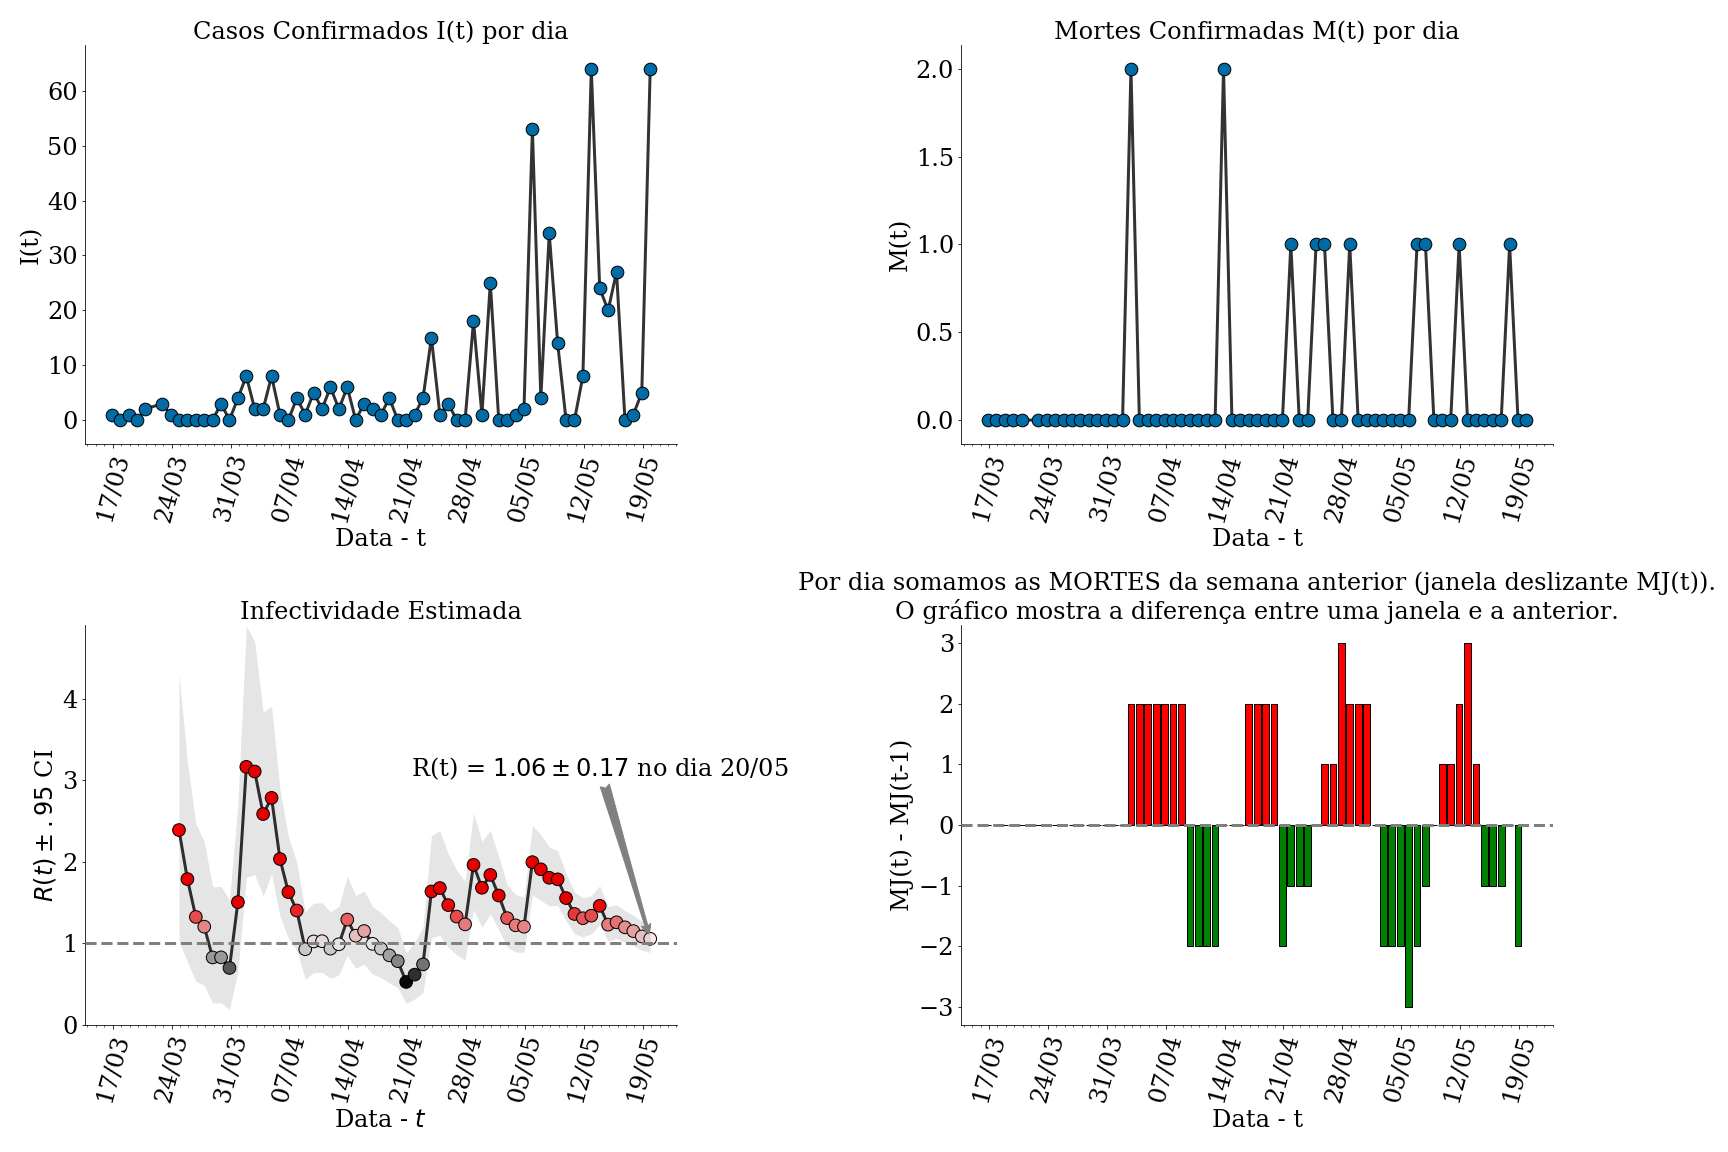 Casos Confirmados I(t) por dia
I(t)
60
50
40
30
20
10
0
17/03 24/03 31/03 07/04 14/04 21/04 28/04 05/05 12/05 19/05
Data - t
Mortes Confirmadas M(t) por dia
M(t)
2.0
1.5
1.0
0.5
0.0
17/03 24/03 31/03 07/04 14/04 21/04 28/04 05/05 12/05 19/05
Data - t
Infectividade Estimada
R(t) ± .95 CI
4
3
2
1
0
R(t) = 1.06 ± 0.17 no dia 20/05
17/03 24/03 31/03 07/04 14/04 21/04 28/04 05/05 12/05 19/05
Data - t
Por dia somamos as MORTES da semana anterior (janela deslizante MJ(t)).
O gráfico mostra a diferença entre uma janela e a anterior.
MJ(t) - MJ(t-1)
3
2
1
0
−1
−2
−3
17/03 24/03 31/03 07/04 14/04 21/04 28/04 05/05 12/05 19/05
Data - t